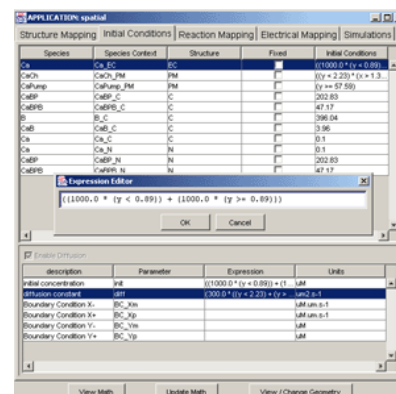 APPLICATION: spatial
Structure Mapping Initial Conditions Reaction Mapping Electrical Mapping Simulations
Species Species Context Structure Fixed Initial Conditions
Ca Ca_EC EC ((1000.0 * (y < 0.89)...
CaCh CaCh_PM PM ((y < 2.23) * (x > 1.3...
CaPump CaPump_PM PM (y >= 57.59)
CaBP CaBP_C C 202.83
CaBPB CaBPB_C C 47.17
B B_C C 396.04
CaB CaB_C C 3.96
Ca Ca_C C 0.1
Ca Ca_N N 0.1
CaBP CaBP_N N 202.83
CaBPB CaBPB_N N 47.17
Expression Editor
((1000.0 * (y < 0.89)) + (1000.0 * (y >= 0.89)))
OK Cancel
Enable Diffusion
description Parameter Expression Units
initial concentration init ((1000.0 * (y < 0.89)) + (1... uM
diffusion constant diff (300.0 * ((y < 2.23) + (y > ... um2.s-1
Boundary Condition X- BC_Xm uM.um.s-1
Boundary Condition X+ BC_Xp uM.um.s-1
Boundary Condition Y- BC_Ym uM.um.s-1
Boundary Condition Y+ BC_Yp uM.um.s-1
View Math Update Math View / Change Geometry